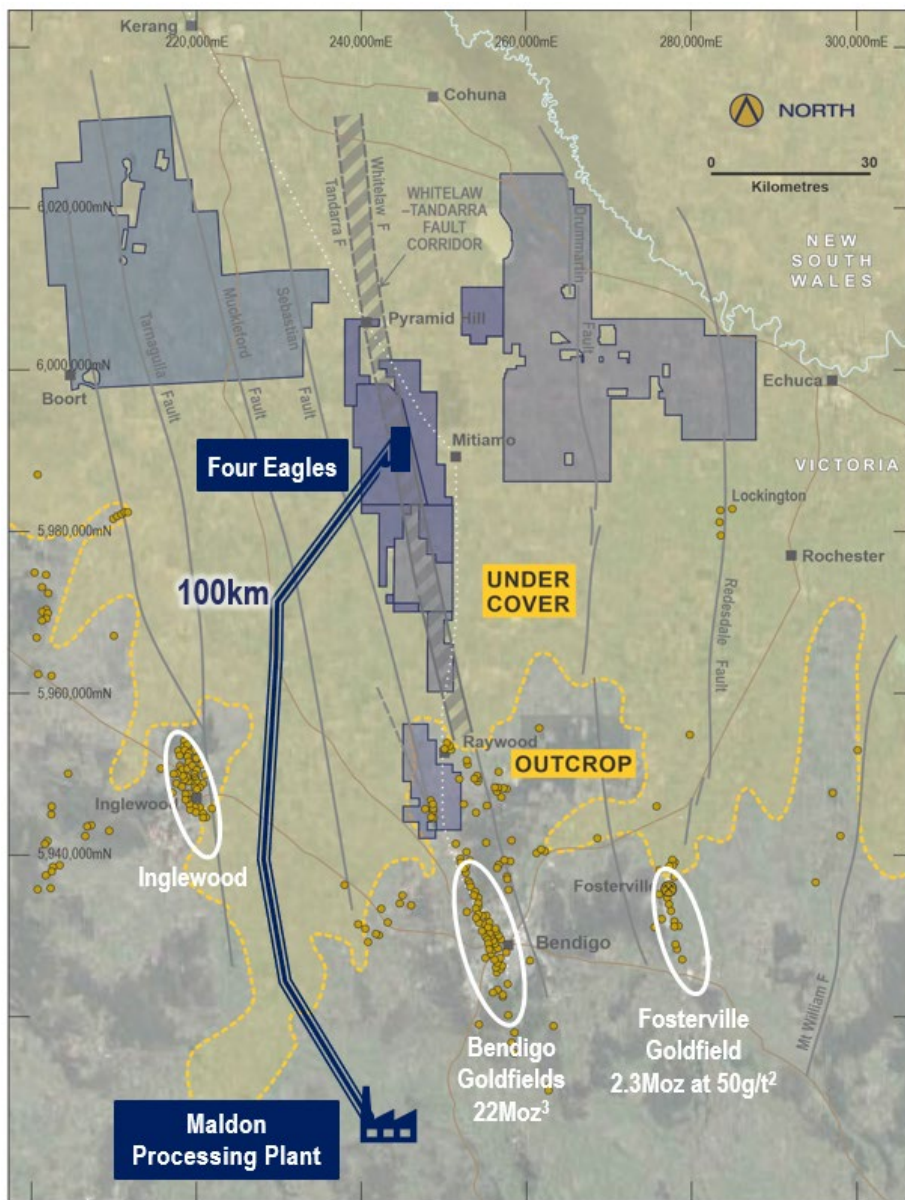 Kerang
220,000mE
240,000mE
260,000mE
280,000mE
300,000mE
Cohuna
NORTH
0 30
Kilometres
6,020,000mN
Whitelaw F
Tandarra F
WHITELAW
–TANDARRA
FAULT
CORRIDOR
Drummartin
Fault
NEW
SOUTH
WALES
Tarnagulla
Fault
Muckleford
Fault
Sebastian
Fault
Pyramid Hill
6,000,000mN
Boort
Echuca
Mitiamo
Four Eagles
VICTORIA
Lockington
5,980,000mN
Rochester
100km
UNDER
COVER
Redesdale
Fault
5,960,000mN
Raywood
OUTCROP
Inglewood
5,940,000mN
Inglewood
Fosterville
Bendigo
Mt William F
Bendigo
Goldfields
22Moz³
Fosterville
Goldfield
2.3Moz at 50g/t²
Maldon
Processing Plant